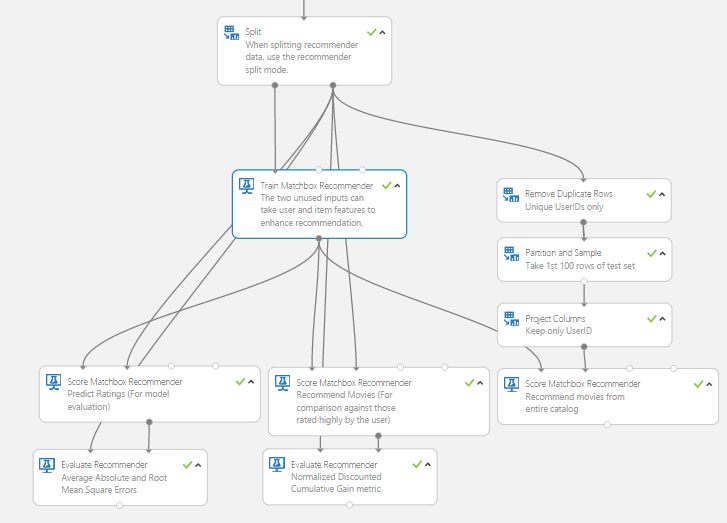 Split
When splitting recommender
data, use the recommender
split mode.
Train Matchbox Recommender
The two unused inputs can
take user and item features to
enhance recommendation.
Remove Duplicate Rows
Unique UserIDs only
Partition and Sample
Take 1st 100 rows of test set
Project Columns
Keep only UserID
Score Matchbox Recommender
Predict Ratings (For model
evaluation)
Score Matchbox Recommender
Recommend Movies (For
comparison against those
rated highly by the user)
Score Matchbox Recommender
Recommend movies from
entire catalog
Evaluate Recommender
Average Absolute and Root
Mean Square Errors
Evaluate Recommender
Normalized Discounted
Cumulative Gain metric